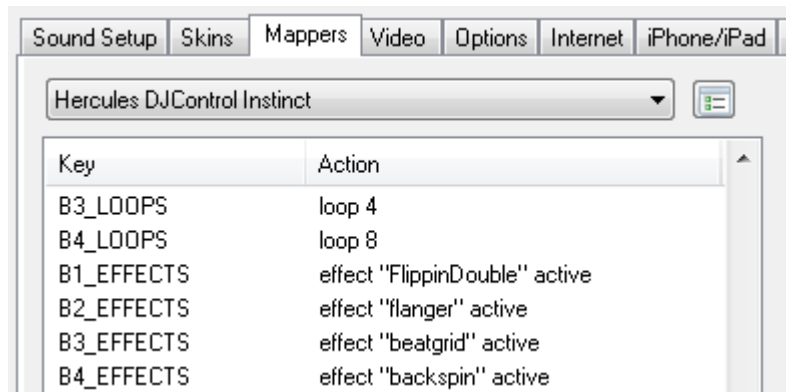 Sound Setup Skins Mappers Video Options Internet iPhone/iPad
Hercules DJControl Instinct
Key Action
B3_LOOPS loop 4
B4_LOOPS loop 8
B1_EFFECTS effect "FlippinDouble" active
B2_EFFECTS effect "flanger" active
B3_EFFECTS effect "beatgrid" active
B4_EFFECTS effect "backspin" active